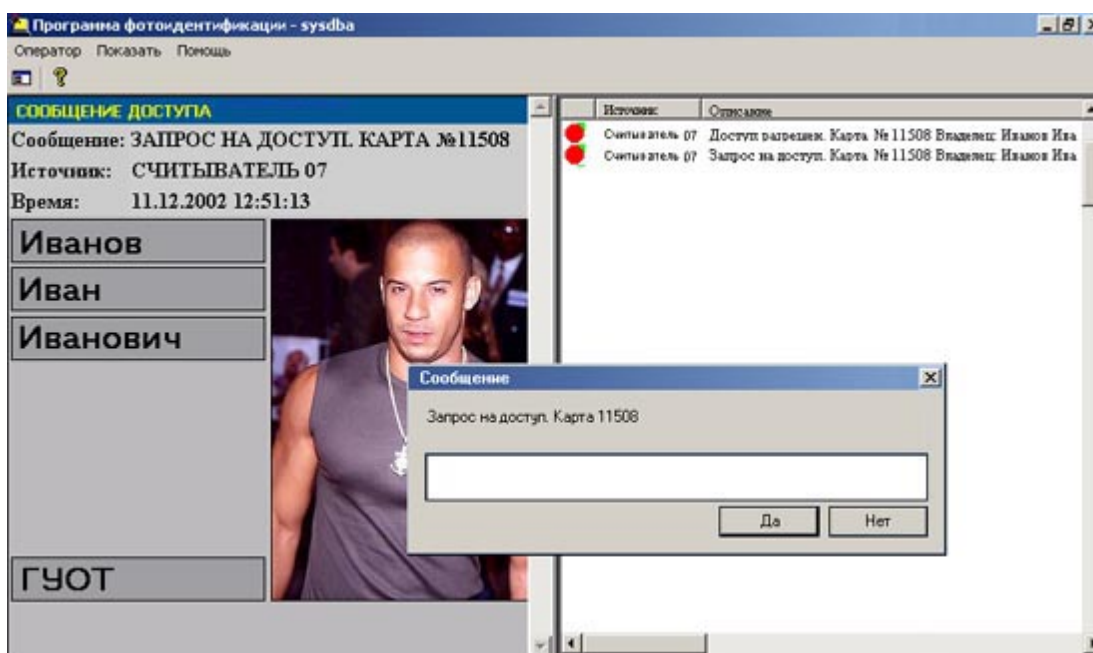 Программа фотоидентификации - sysdba
Оператор Показать Помощь
СООБЩЕНИЕ ДОСТУПА
Сообщение: ЗАПРОС НА ДОСТУП. КАРТА №11508
Источник: СЧИТЫВАТЕЛЬ 07
Время: 11.12.2002 12:51:13
Иванов
Иван
Иванович
ГУОТ
Источник Описание
Считыватель 07 Доступ разрешен. Карта № 11508 Владелец: Иванов Ива
Считыватель 07 Запрос на доступ. Карта № 11508 Владелец: Иванов Ива
Сообщение
Запрос на доступ. Карта 11508
Да Нет